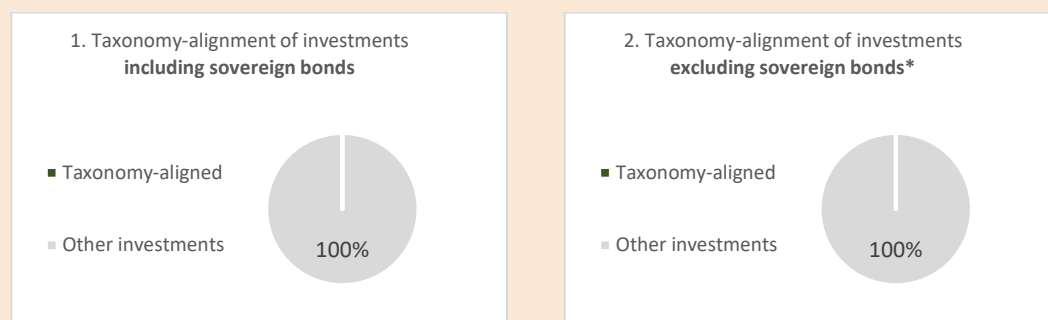 1. Taxonomy-alignment of investments
including sovereign bonds
Taxonomy-aligned
Other investments
100%
2. Taxonomy-alignment of investments
excluding sovereign bonds*
Taxonomy-aligned
Other investments
100%